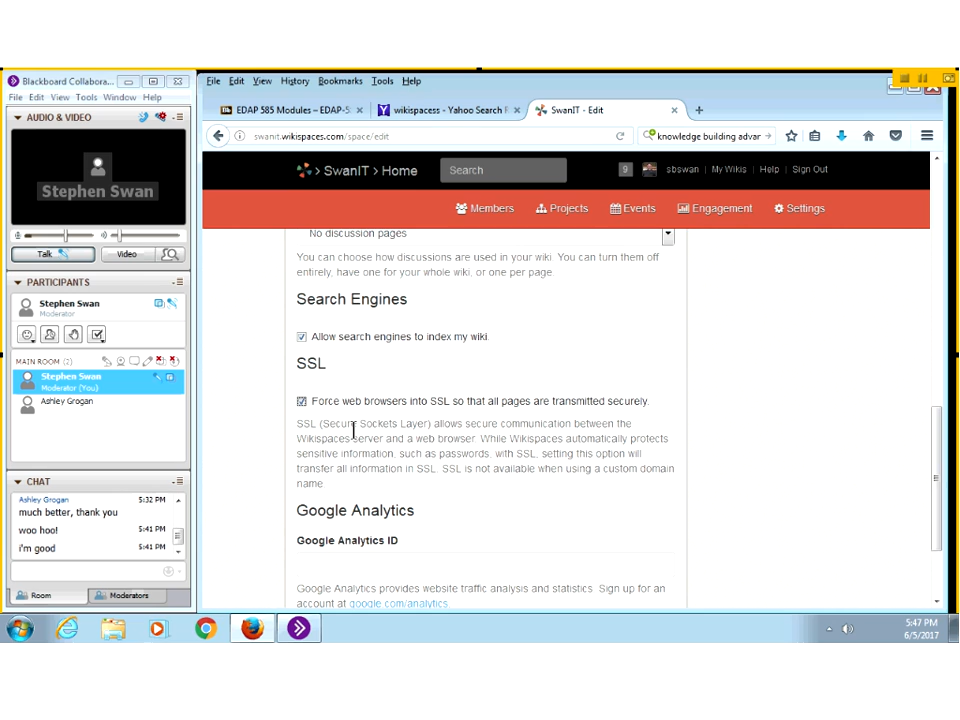 Blackboard Collabora...
File Edit View Tools Window Help
AUDIO & VIDEO
Stephen Swan
Talk
Video
PARTICIPANTS
Stephen Swan
Moderator
MAIN ROOM (2)
Stephen Swan
Moderator (You)
Ashley Grogan
CHAT
Ashley Grogan 5:32 PM
much better, thank you
woo hoo! 5:41 PM
i'm good 5:41 PM
Room Moderators
File Edit View History Bookmarks Tools Help
EDAP 585 Modules – EDAP-5: × wikispacess - Yahoo Search R × SwanIT - Edit × +
swanit.wikispaces.com/space/edit
knowledge building advar
> SwanIT > Home
Search
9 sbswan | My Wikis | Help | Sign Out
Members Projects Events Engagement Settings
No discussion pages
You can choose how discussions are used in your wiki. You can turn them off
entirely, have one for your whole wiki, or one per page.
Search Engines
Allow search engines to index my wiki.
SSL
Force web browsers into SSL so that all pages are transmitted securely.
SSL (Secure Sockets Layer) allows secure communication between the
Wikispaces server and a web browser. While Wikispaces automatically protects
sensitive information, such as passwords, with SSL, setting this option will
transfer all information in SSL. SSL is not available when using a custom domain
name.
Google Analytics
Google Analytics ID
Google Analytics provides website traffic analysis and statistics. Sign up for an
account at google.com/analytics.
5:47 PM
6/5/2017